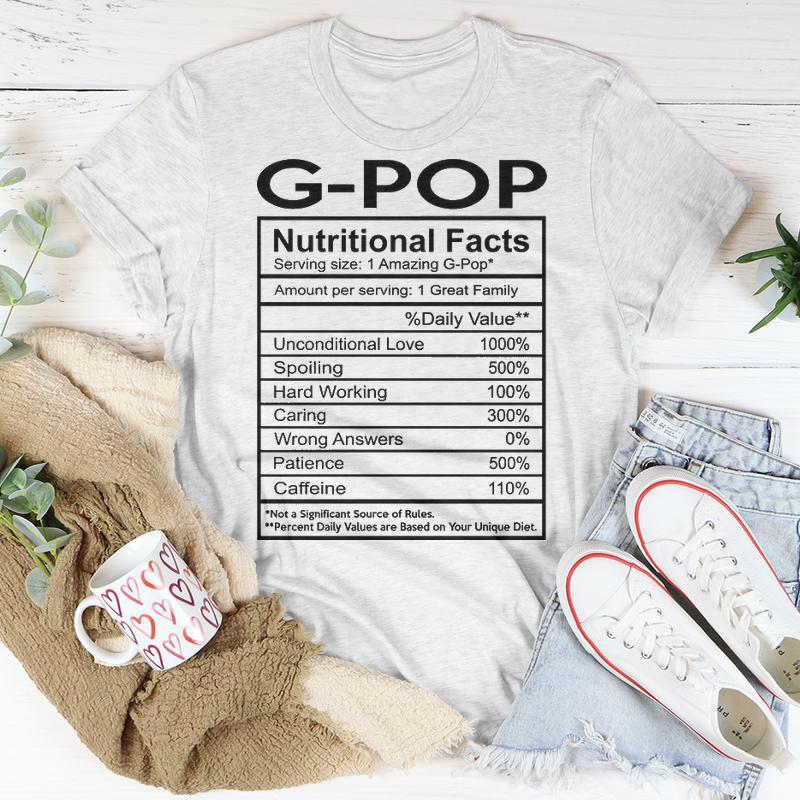 G-POP
Nutritional Facts
Serving size: 1 Amazing G-Pop*
Amount per serving: 1 Great Family
%Daily Value**
Unconditional Love 1000%
Spoiling 500%
Hard Working 100%
Caring 300%
Wrong Answers 0%
Patience 500%
Caffeine 110%
*Not a Significant Source of Rules.
**Percent Daily Values are Based on Your Unique Diet.